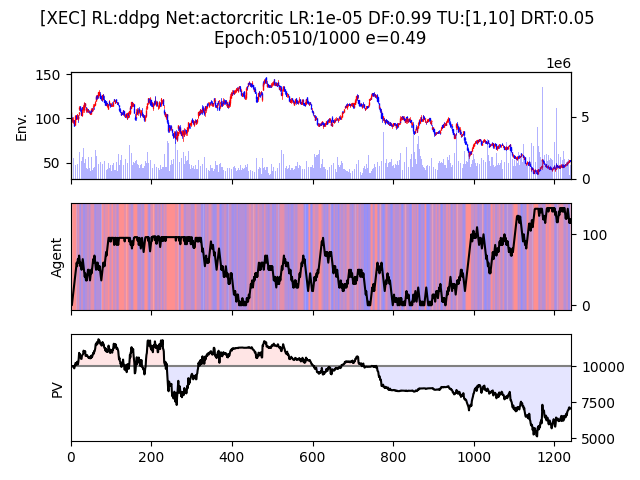 [XEC] RL:ddpg Net:actorcritic LR:1e-05 DF:0.99 TU:[1,10] DRT:0.05
Epoch:0510/1000 e=0.49
1e6
150
100
50
Env.
5
0
Agent
100
0
PV
10000
7500
5000
0 200 400 600 800 1000 1200